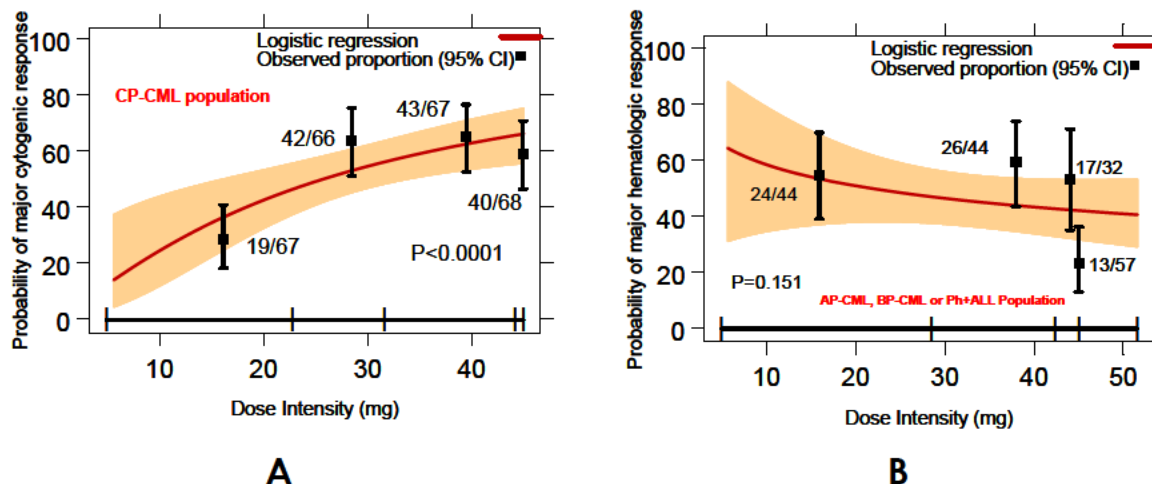 Logistic regression
Observed proportion (95% CI)
CP-CML population
Probability of major cytogenic response
100
80
60
40
20
0
43/67
42/66
40/68
19/67
P<0.0001
10
20
30
40
Dose Intensity (mg)
A
Logistic regression
Observed proportion (95% CI)
Probability of major hematologic response
100
80
60
40
20
0
26/44
17/32
24/44
13/57
P=0.151
AP-CML, BP-CML or Ph+ALL Population
10
20
30
40
50
Dose Intensity (mg)
B